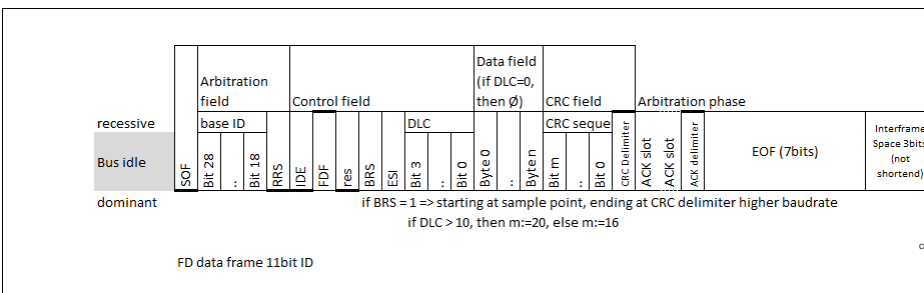 Data field
Arbitration (if DLC=0,
field Control field then Ø) CRC field Arbitration phase
recessive base ID DLC CRC seque
Bus idle SOF Bit 28 : Bit 18 RRS IDE FDF res BRS ESI Bit 3 : Bit 0 Byte 0 : Byte n Bit m : Bit 0 CRC Delimiter ACK slot ACK slot ACK delimiter EOF (7bits)
Interframe
Space 3bits
(not
shortend)
dominant if BRS = 1 => starting at sample point, ending at CRC delimiter higher baudrate
if DLC > 10, then m:=20, else m:=16
c
FD data frame 11bit ID